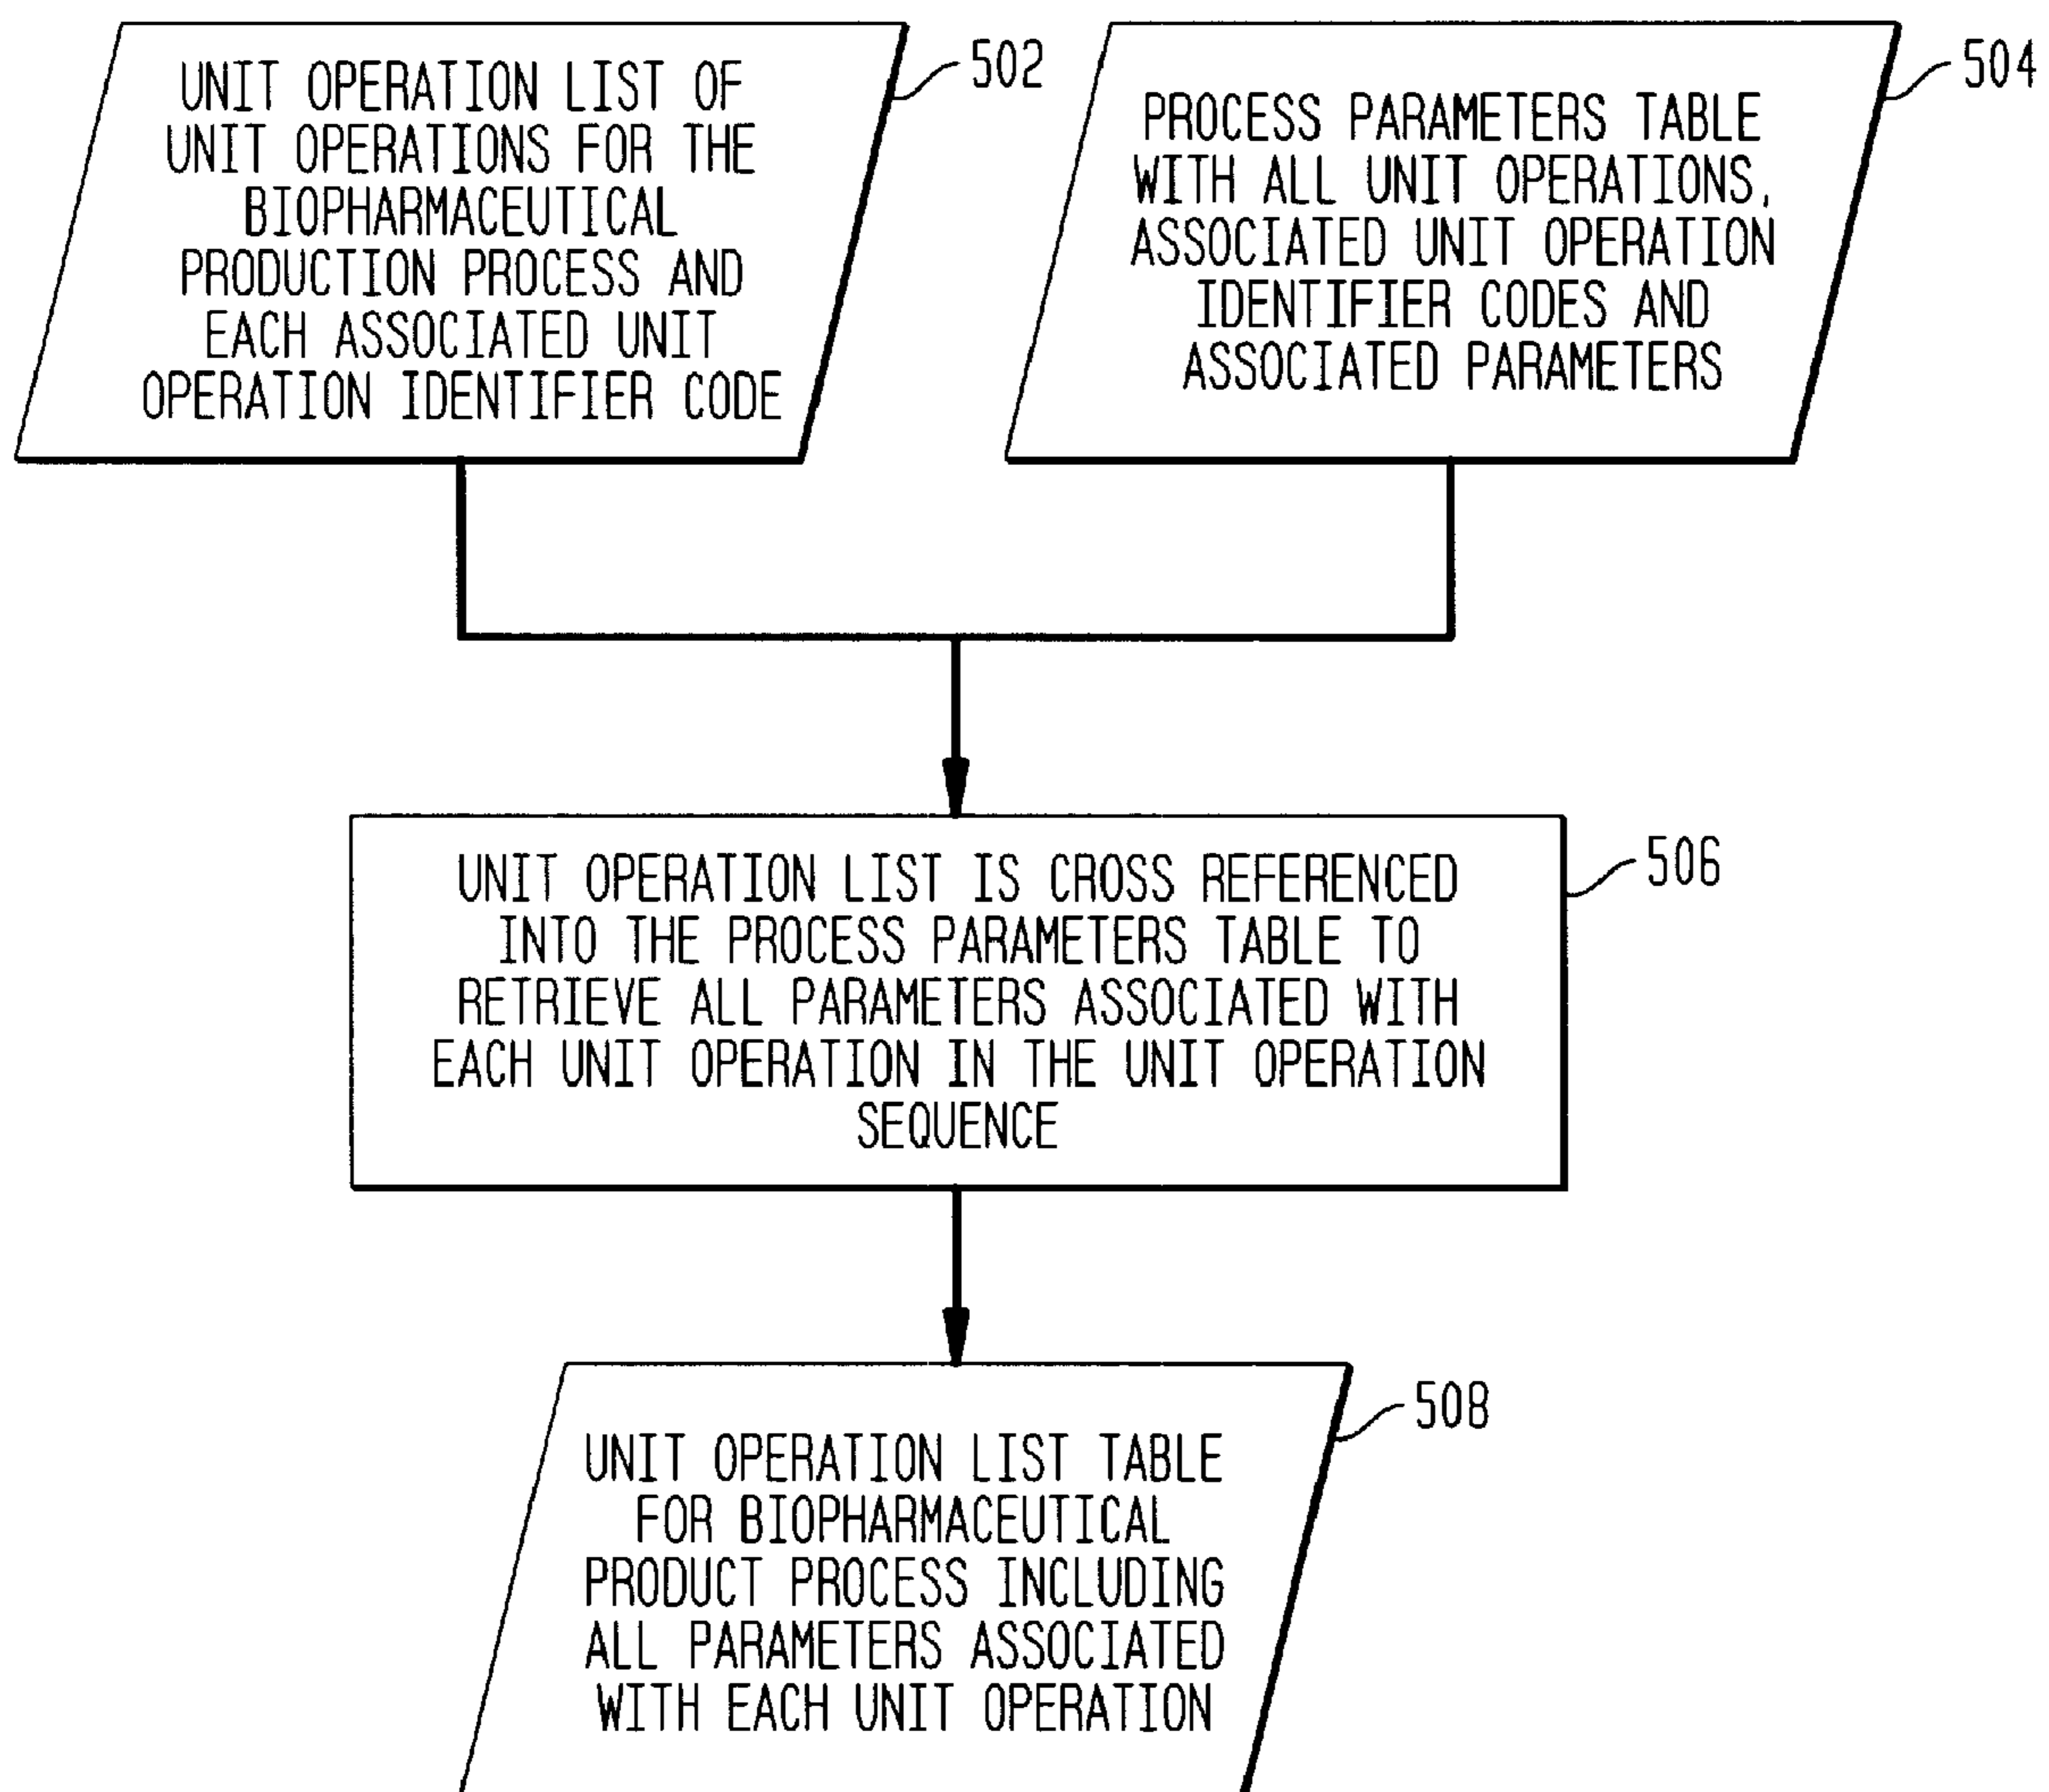 UNIT OPERATION LIST OF
UNIT OPERATIONS FOR THE
BIOPHARMACEUTICAL
PRODUCTION PROCESS AND
EACH ASSOCIATED UNIT
OPERATION IDENTIFIER CODE
502
PROCESS PARAMETERS TABLE
WITH ALL UNIT OPERATIONS,
ASSOCIATED UNIT OPERATION
IDENTIFIER CODES AND
ASSOCIATED PARAMETERS
504
UNIT OPERATION LIST IS CROSS REFERENCED
INTO THE PROCESS PARAMETERS TABLE TO
RETRIEVE ALL PARAMETERS ASSOCIATED WITH
EACH UNIT OPERATION IN THE UNIT OPERATION
SEQUENCE
506
UNIT OPERATION LIST TABLE
FOR BIOPHARMACEUTICAL
PRODUCT PROCESS INCLUDING
ALL PARAMETERS ASSOCIATED
WITH EACH UNIT OPERATION
508